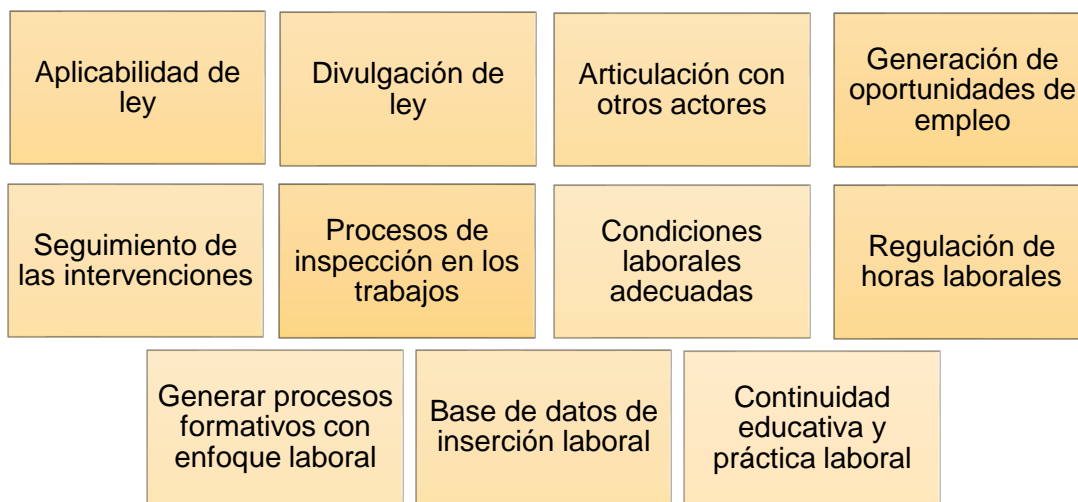 Aplicabilidad de
ley
Divulgación de
ley
Articulación con
otros actores
Generación de
oportunidades de
empleo
Seguimiento de
las intervenciones
Procesos de
inspección en los
trabajos
Condiciones
laborales
adecuadas
Regulación de
horas laborales
Generar procesos
formativos con
enfoque laboral
Base de datos de
inserción laboral
Continuidad
educativa y
práctica laboral